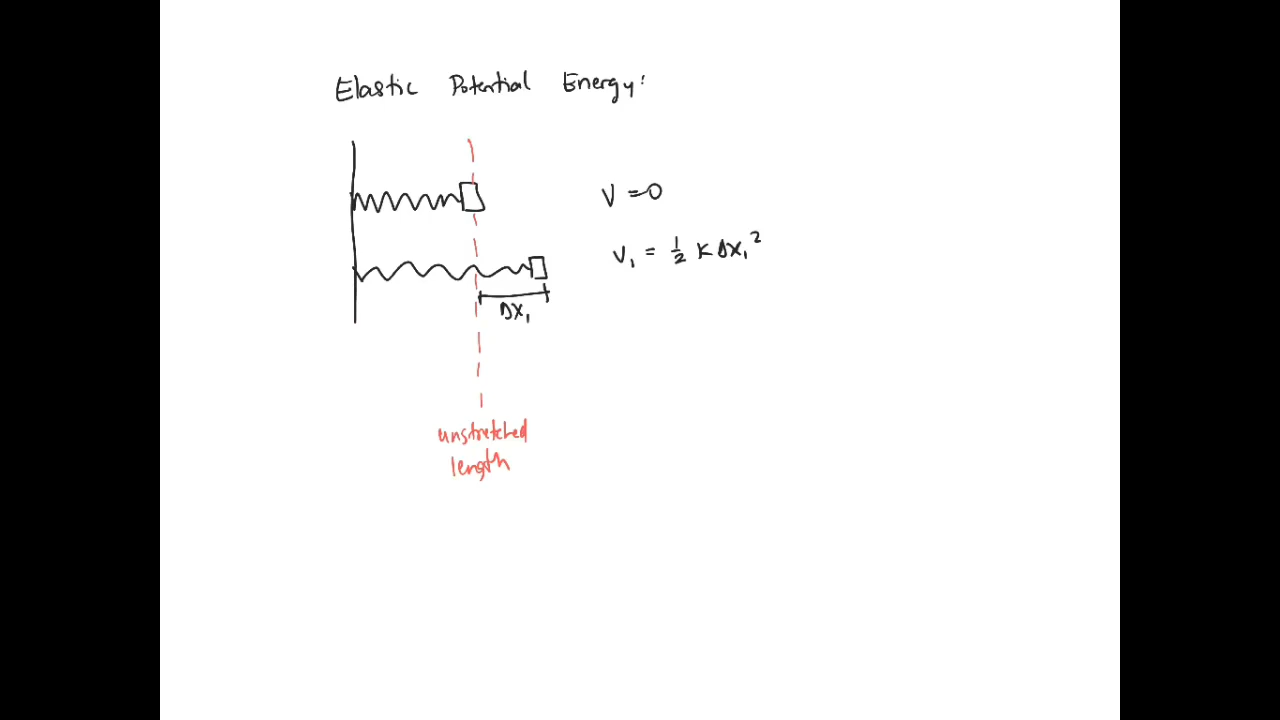 Elastic Potential Energy:
V = 0
V₁ = ½ k Δx₁²
Δx₁
unstretched
length